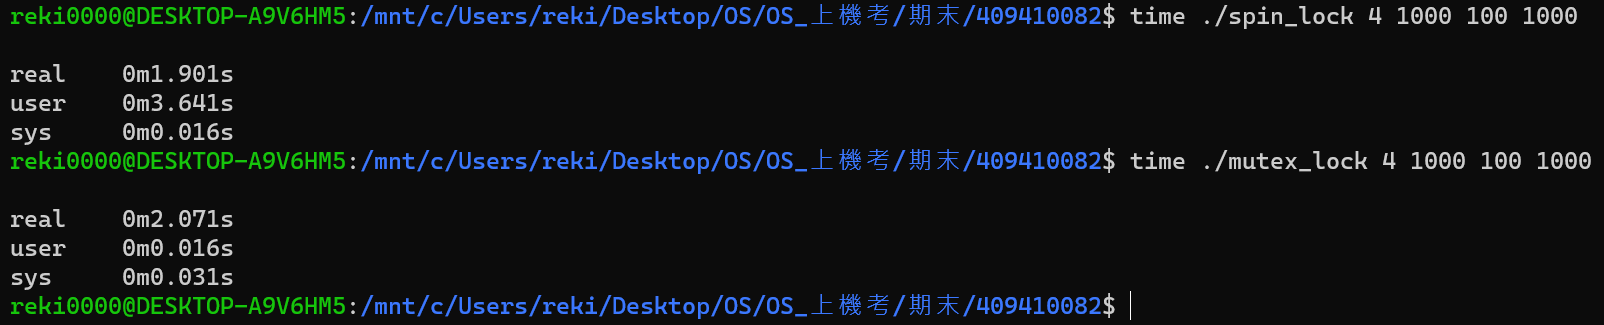 reki0000@DESKTOP-A9V6HM5:/mnt/c/Users/reki/Desktop/OS/OS_上機考/期末/409410082$ time ./spin_lock 4 1000 100 1000
real    0m1.901s
user    0m3.641s
sys     0m0.016s
reki0000@DESKTOP-A9V6HM5:/mnt/c/Users/reki/Desktop/OS/OS_上機考/期末/409410082$ time ./mutex_lock 4 1000 100 1000
real    0m2.071s
user    0m0.016s
sys     0m0.031s
reki0000@DESKTOP-A9V6HM5:/mnt/c/Users/reki/Desktop/OS/OS_上機考/期末/409410082$